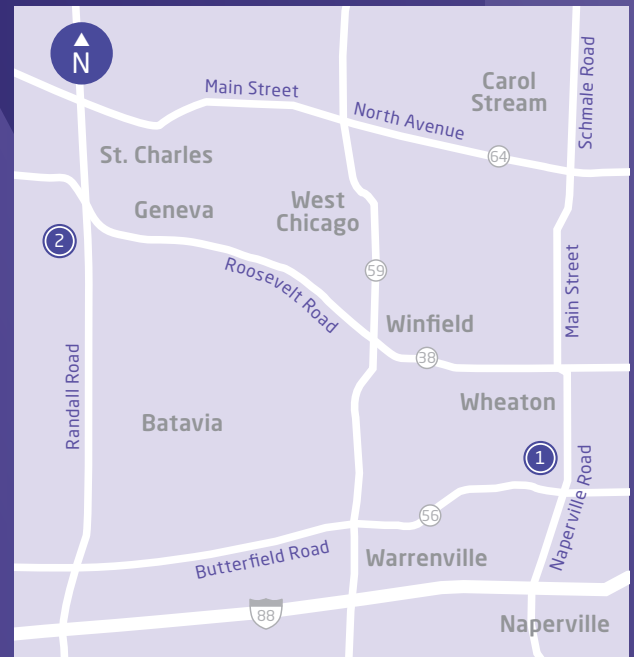 N
Main Street
Carol
Stream
Schmale Road
North Avenue
64
St. Charles
Geneva
West
Chicago
2
59
Roosevelt Road
Main Street
Winfield
38
Randall Road
Batavia
Wheaton
1
Naperville Road
56
Butterfield Road
Warrenville
88
Naperville